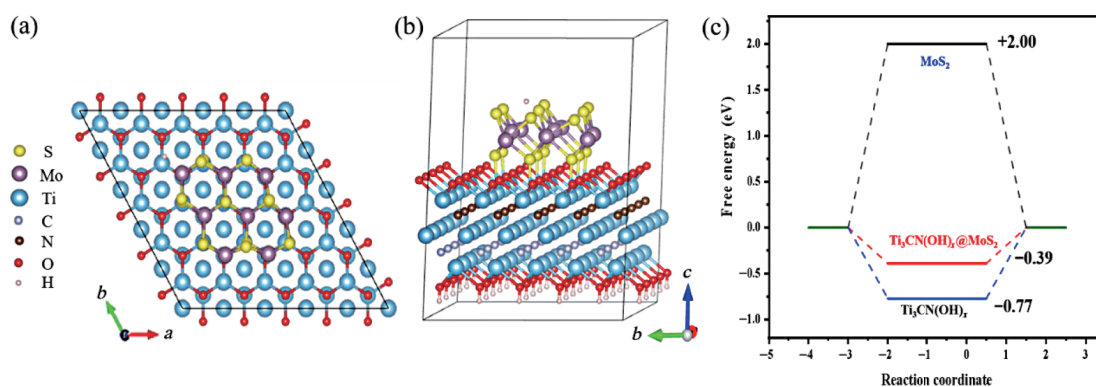 (a)
S
Mo
Ti
C
N
O
H
b
a
(b)
c
b
(c)
Free energy (eV)
2.0
1.5
1.0
0.5
0.0
−0.5
−1.0
+2.00
MoS₂
Ti₃CN(OH)ₓ@MoS₂
−0.39
Ti₃CN(OH)ₓ
−0.77
−5 −4 −3 −2 −1 0 1 2 3
Reaction coordinate